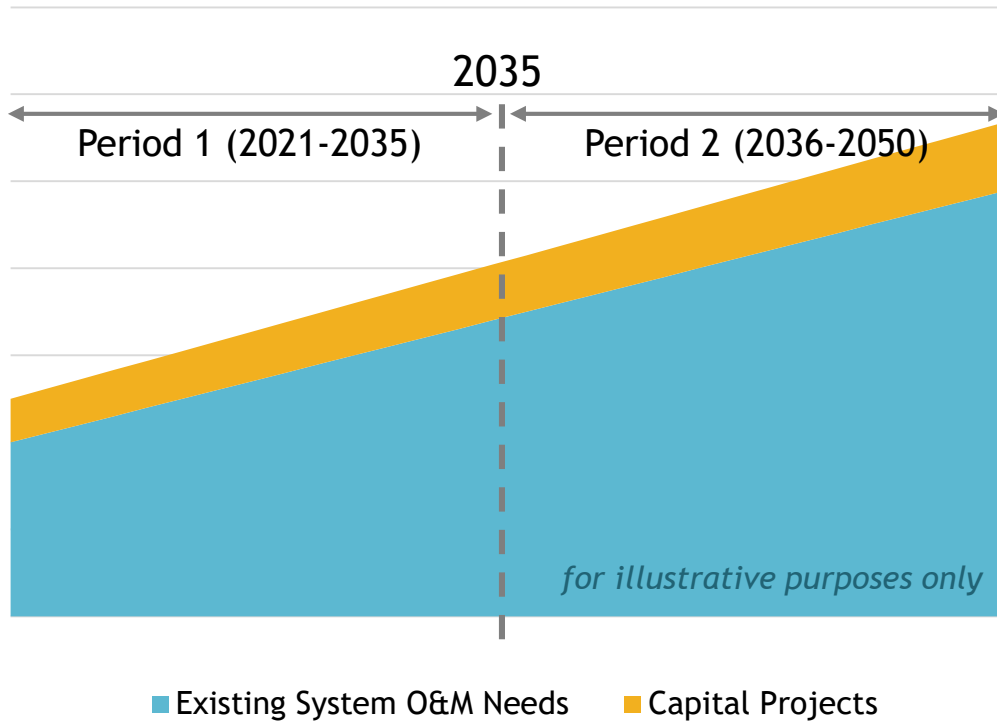 2035
Period 1 (2021-2035)
Period 2 (2036-2050)
for illustrative purposes only
Existing System O&M Needs
Capital Projects